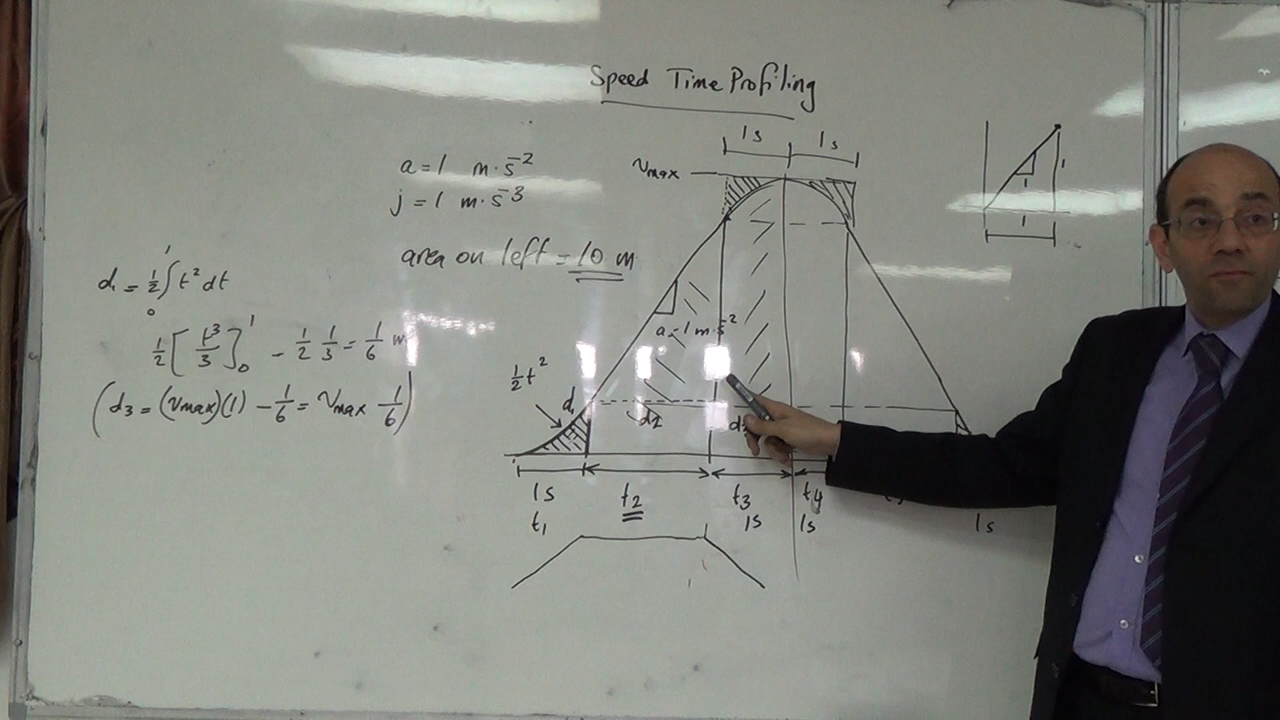 Speed Time Profiling
1s 1s
a = 1 m·s⁻²
j = 1 m·s⁻³
vmax
area on left = 10 m
d₁ = ½∫₀¹ t² dt
½[t³/3]₀¹ - ½ ⅓ = 1/6 m
(d₃ = (vmax)(1) - 1/6 = vmax 1/6)
1
1
1
a=1 m·s⁻²
½t²
d₁
d2
d3
1s t2 t3 t4
t₁ 1s 1s 1s